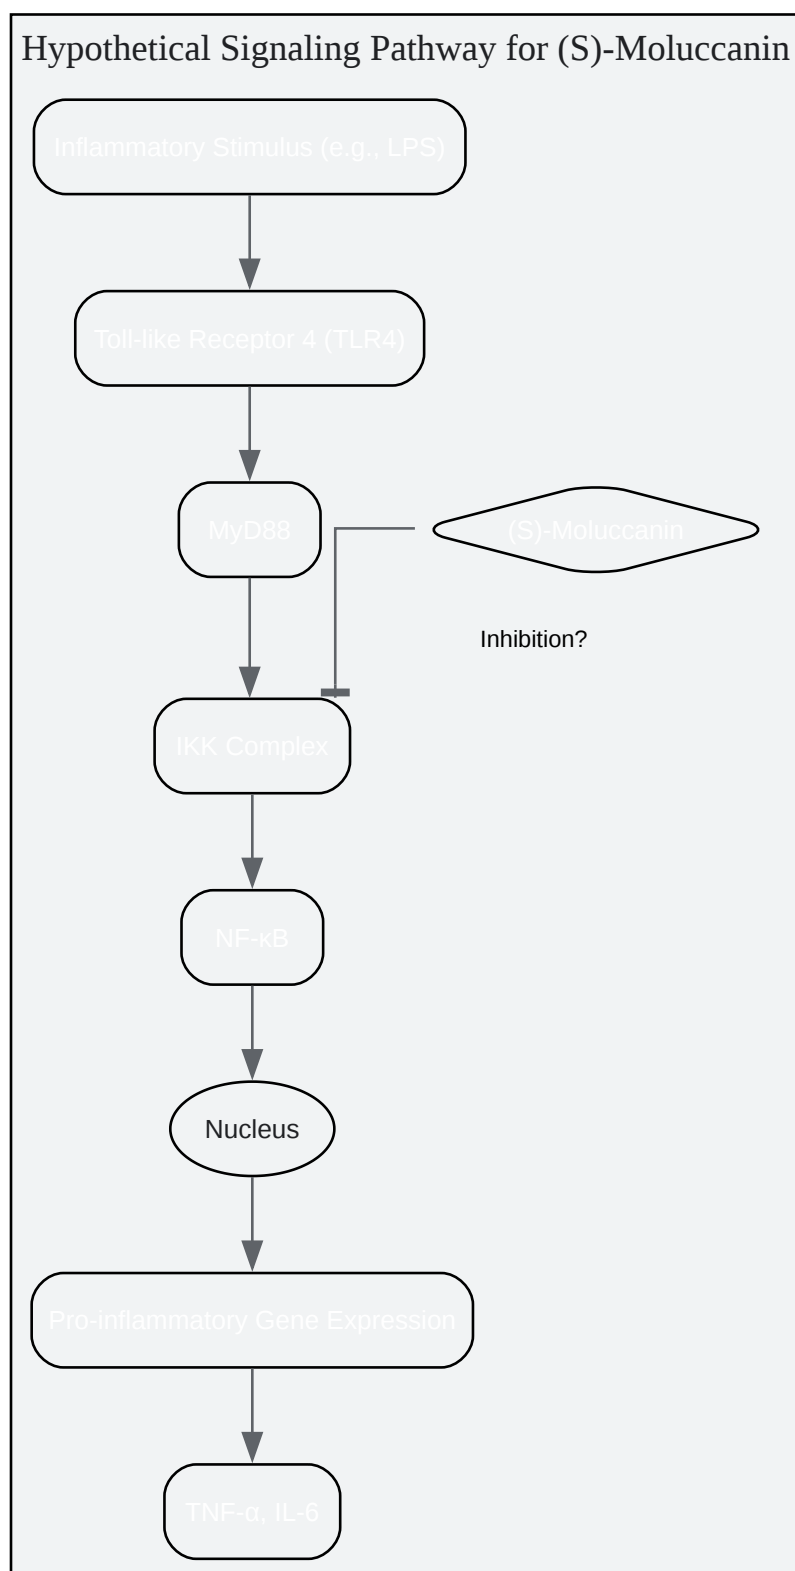 Hypothetical Signaling Pathway for (S)-Moluccanin
Inflammatory Stimulus (e.g., LPS)
Toll-like Receptor 4 (TLR4)
MyD88
(S)-Moluccanin
Inhibition?
IKK Complex
NF-κB
Nucleus
Pro-inflammatory Gene Expression
TNF-α, IL-6